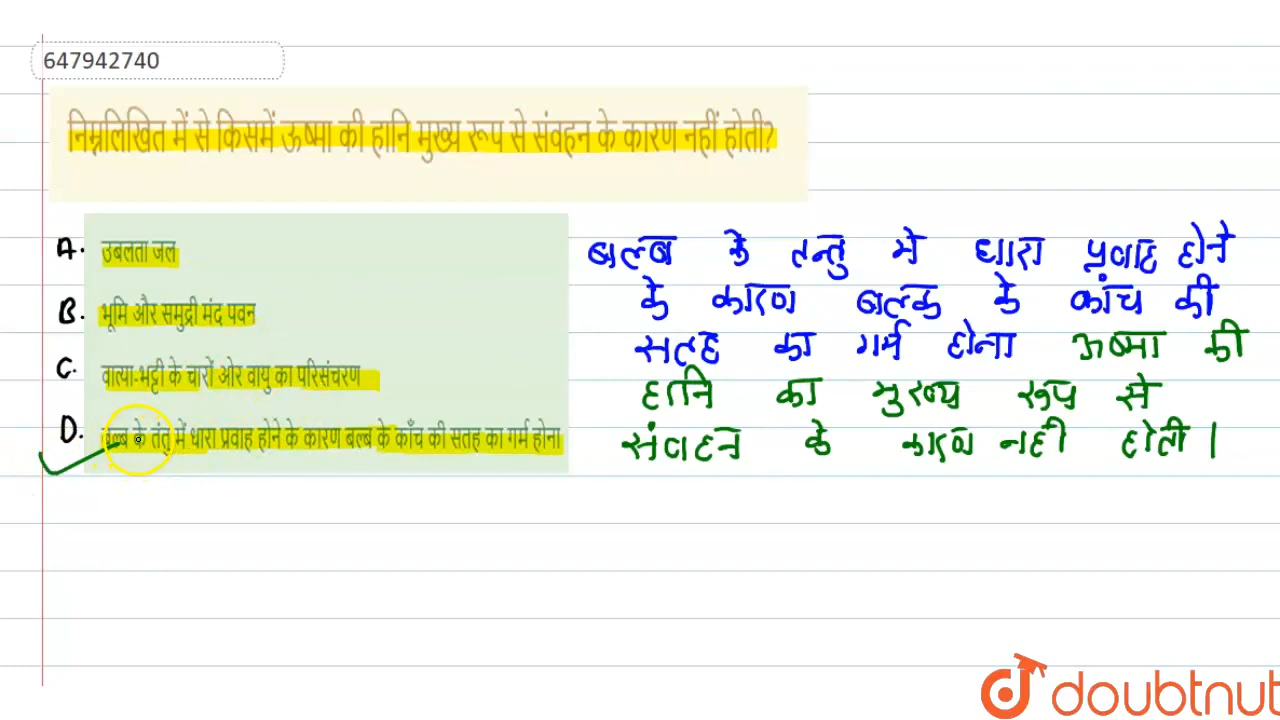 647942740
निम्नलिखित में से किसमें ऊष्मा की हानि मुख्य रूप से संवहन के कारण नहीं होती?
A. उबलता जल
B. भूमि और समुद्री मंद पवन
C. वात्या-भट्टी के चारों ओर वायु का परिसंचरण
D. बल्ब के तंतु में धारा प्रवाह होने के कारण बल्ब के काँच की सतह का गर्म होना
बल्ब के तन्तु मे धारा प्रवाह होने
के कारण बल्क के कांच की
सतह का गर्म होना ऊष्मा की
हानि का मुख्य रूप से
संवहन के कारण नही होती।
doubtnut